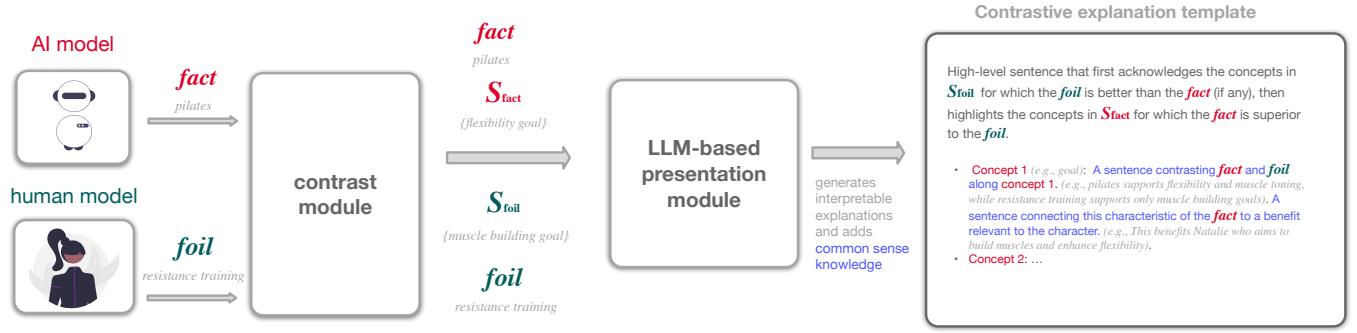 AI model
fact
pilates
human model
foil
resistance training
contrast
module
fact
pilates
Sfact
{flexibility goal}
Sfoil
{muscle building goal}
foil
resistance training
LLM-based
presentation
module
generates
interpretable
explanations
and adds
common sense
knowledge
Contrastive explanation template
High-level sentence that first acknowledges the concepts in
Sfoil for which the foil is better than the fact (if any), then
highlights the concepts in Sfact for which the fact is superior
to the foil.
• Concept 1 (e.g., goal): A sentence contrasting fact and foil
along concept 1. (e.g., pilates supports flexibility and muscle toning,
while resistance training supports only muscle building goals). A
sentence connecting this characteristic of the fact to a benefit
relevant to the character. (e.g., This benefits Natalie who aims to
build muscles and enhance flexibility).
• Concept 2: ...